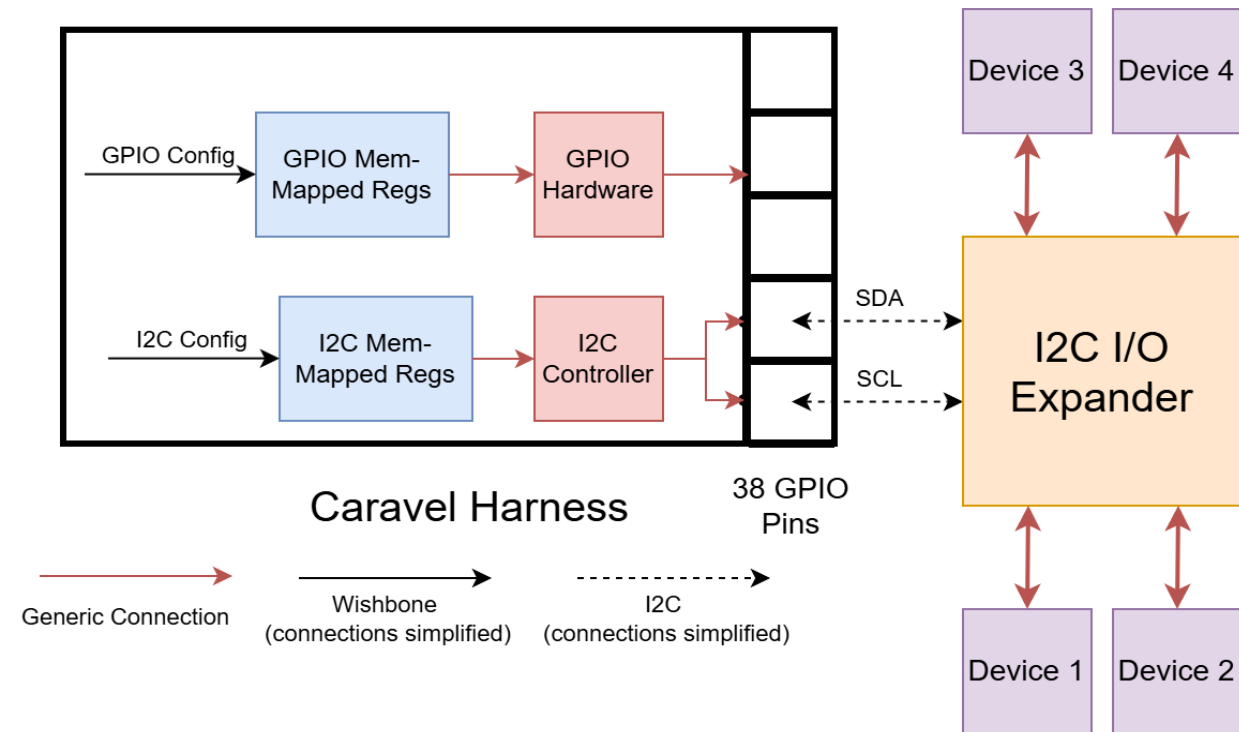 Device 3
Device 4
GPIO Config
GPIO Mem-
Mapped Regs
GPIO
Hardware
I2C Config
I2C Mem-
Mapped Regs
I2C
Controller
SDA
SCL
I2C I/O
Expander
Caravel Harness
38 GPIO
Pins
Generic Connection
Wishbone
(connections simplified)
I2C
(connections simplified)
Device 1
Device 2